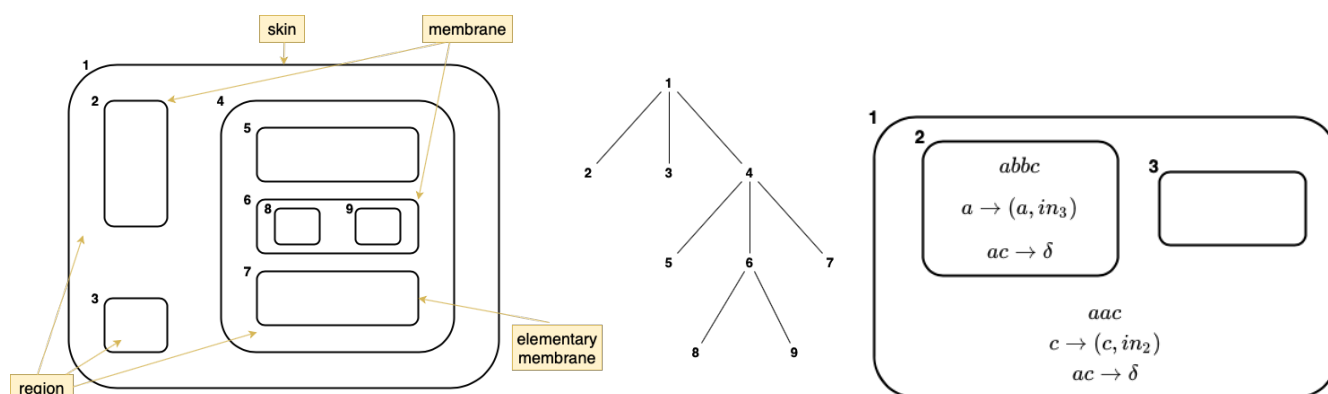 skin
membrane
1
2
4
5
6
8
9
7
3
elementary
membrane
region
1
2 3 4
5 6 7
8 9
1
2
abbc
a → (a, in₃)
ac → δ
3
aac
c → (c, in₂)
ac → δ